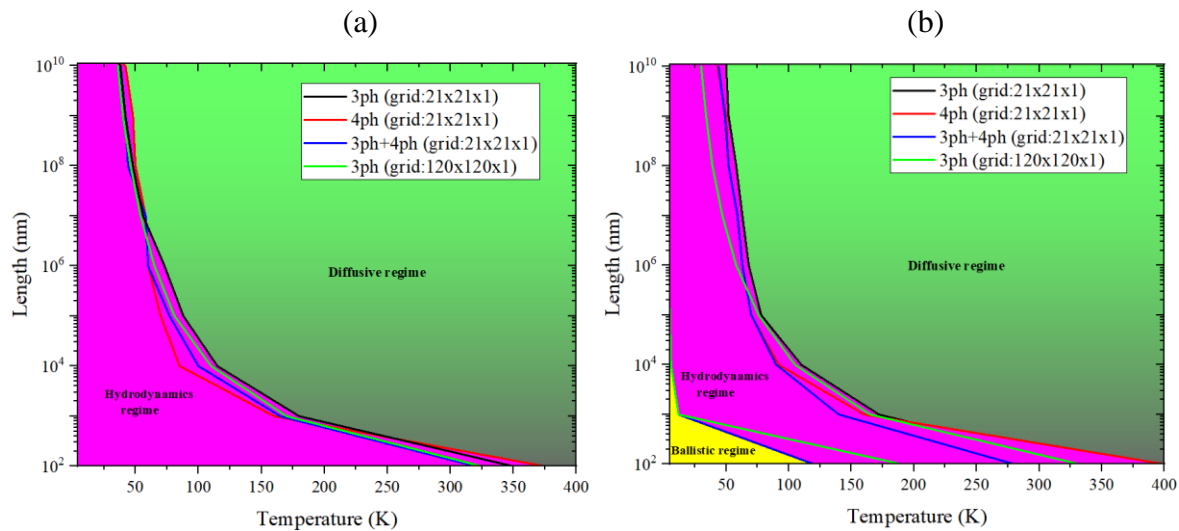 (a)
(b)
10^10
10^8
10^6
10^4
10^2
Length (nm)
3ph (grid:21x21x1)
4ph (grid:21x21x1)
3ph+4ph (grid:21x21x1)
3ph (grid:120x120x1)
Diffusive regime
Hydrodynamics
regime
50 100 150 200 250 300 350 400
Temperature (K)
10^10
10^8
10^6
10^4
10^2
Length (nm)
3ph (grid:21x21x1)
4ph (grid:21x21x1)
3ph+4ph (grid:21x21x1)
3ph (grid:120x120x1)
Diffusive regime
Hydrodynamics
regime
Ballistic regime
50 100 150 200 250 300 350 400
Temperature (K)